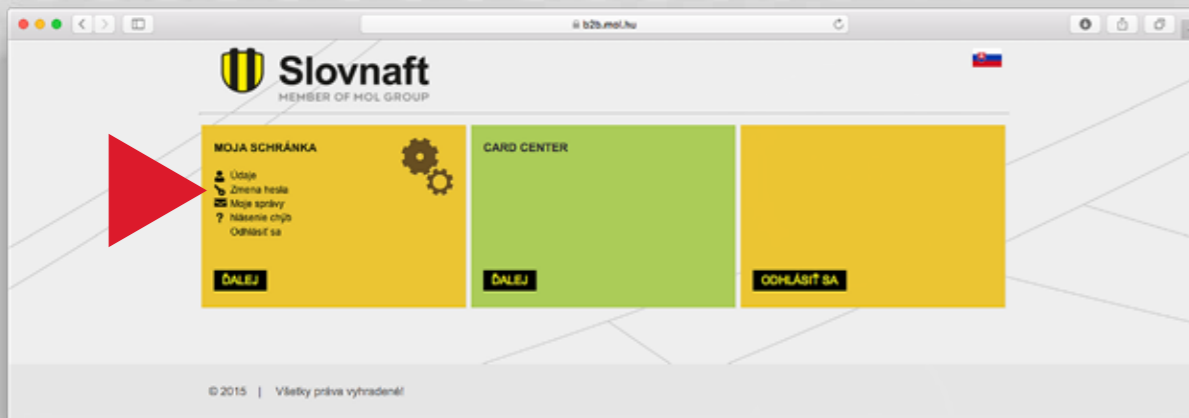 b2b.mol.hu
Slovnaft
MEMBER OF MOL GROUP
MOJA SCHRÁNKA
Údaje
Zmena hesla
Moje správy
? hlásenie chýb
Odhlásiť sa
ĎALEJ
CARD CENTER
ĎALEJ
ODHLÁSIŤ SA
© 2015 | Všetky práva vyhradené!